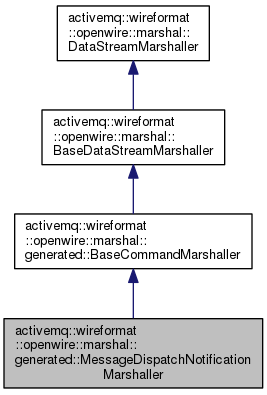 activemq::wireformat
::openwire::marshal::
DataStreamMarshaller
activemq::wireformat
::openwire::marshal::
BaseDataStreamMarshaller
activemq::wireformat
::openwire::marshal::
generated::BaseCommandMarshaller
activemq::wireformat
::openwire::marshal::
generated::MessageDispatchNotification
Marshaller